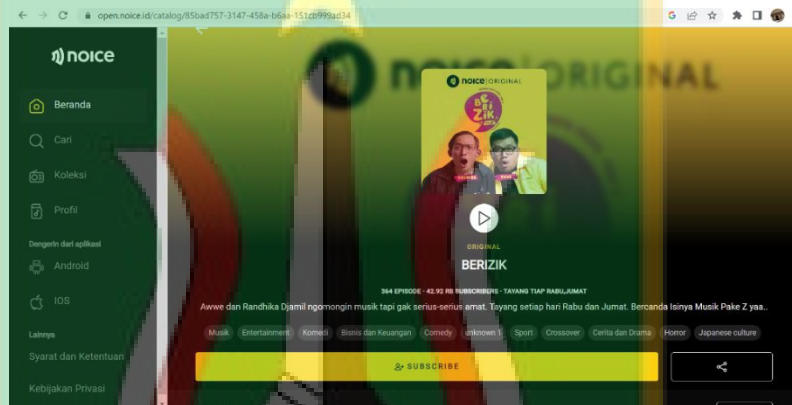 open.noice.id/catalog/85bad757-3147-458a-b6aa-151cb999ad34
noice
Beranda
Cari
Koleksi
Profil
Dengerin dari aplikasi
Android
IOS
Lainnya
Syarat dan Ketentuan
Kebijakan Privasi
noice ORIGINAL
noice ORIGINAL
BERIZIK
ORIGINAL
BERIZIK
364 EPISODE - 42.92 RB SUBSCRIBERS - TAYANG TIAP RABU,JUMAT
Awwe dan Randhika Djamil ngomongin musik tapi gak serius-serius amat. Tayang setiap hari Rabu dan Jumat. Bercanda Isinya Musik Pake Z yaa..
Musik Entertainment Komedi Bisnis dan Keuangan Comedy unknown 1 Sport Crossover Cerita dan Drama Horror Japanese culture
SUBSCRIBE